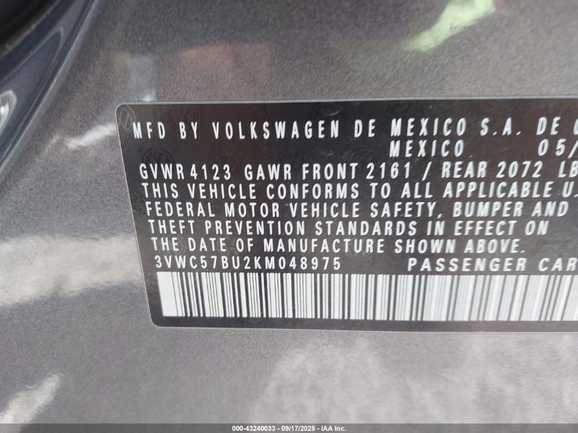 MFD BY VOLKSWAGEN DE MEXICO S.A. DE C
MEXICO 05/
GVWR 4123 GAWR FRONT 2161 / REAR 2072 LB
THIS VEHICLE CONFORMS TO ALL APPLICABLE U
FEDERAL MOTOR VEHICLE SAFETY, BUMPER AND
THEFT PREVENTION STANDARDS IN EFFECT ON
THE DATE OF MANUFACTURE SHOWN ABOVE.
3VWC57BU2KM048975 PASSENGER CAR
000-43240033 - 09/17/2025 - IAA Inc.